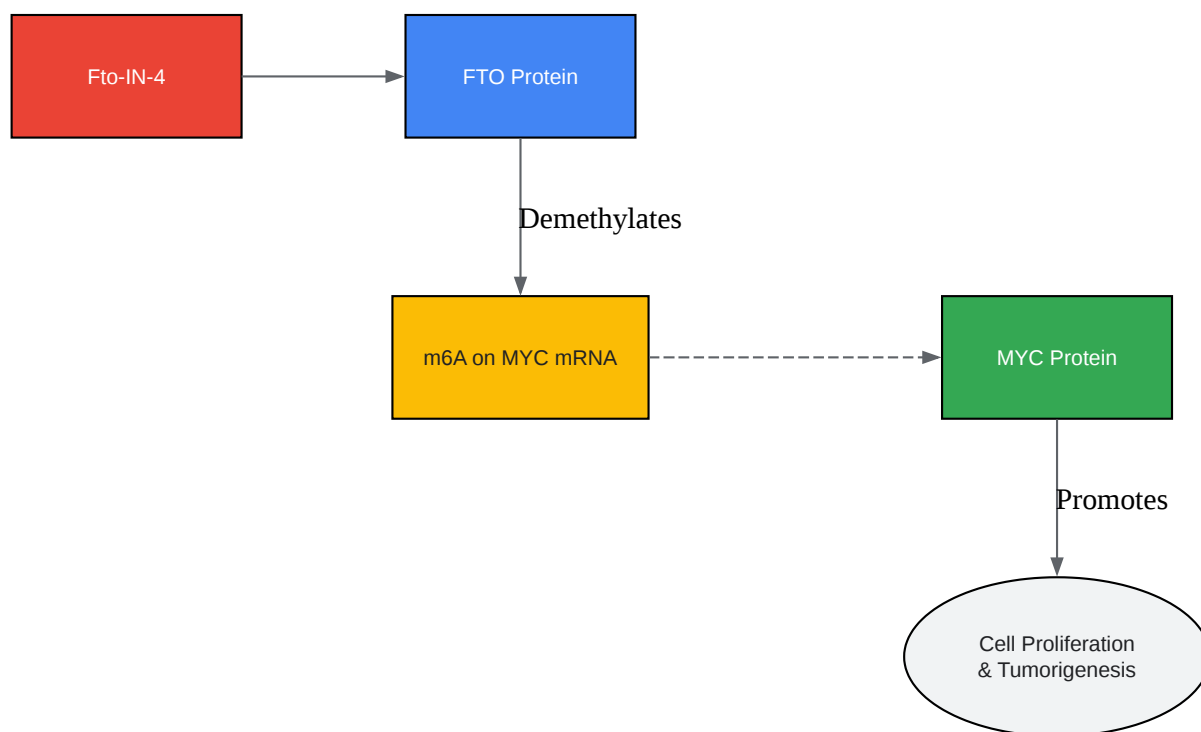 Fto-IN-4
FTO Protein
Demethylates
m6A on MYC mRNA
MYC Protein
Promotes
Cell Proliferation
& Tumorigenesis